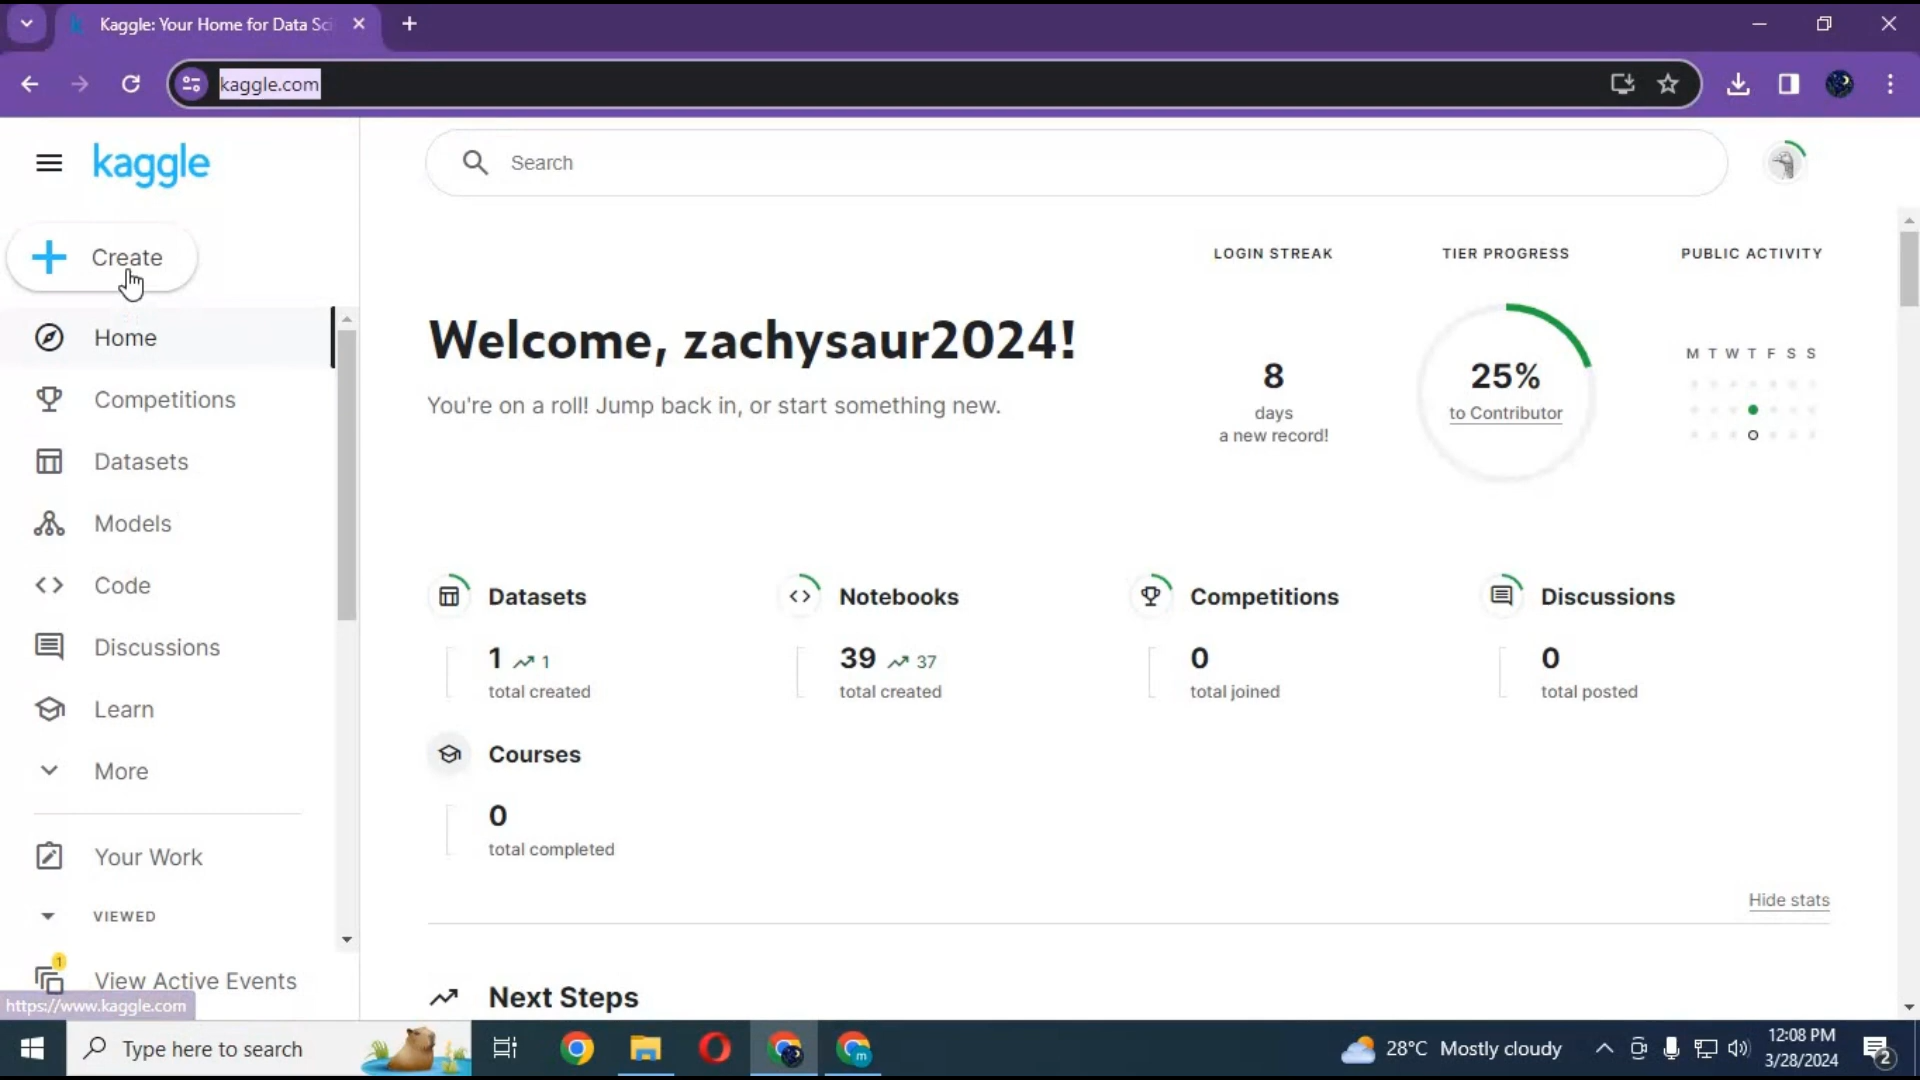 Kaggle: Your Home for Data Sci
kaggle.com
kaggle
Search
Create
Home
Competitions
Datasets
Models
Code
Discussions
Learn
More
Your Work
VIEWED
1
View Active Events
https://www.kaggle.com
LOGIN STREAK
TIER PROGRESS
PUBLIC ACTIVITY
Welcome, zachysaur2024!
You're on a roll! Jump back in, or start something new.
8
days
a new record!
25%
to Contributor
M T W T F S S
Datasets
1 1
total created
Notebooks
39 37
total created
Competitions
0
total joined
Discussions
0
total posted
Courses
0
total completed
Hide stats
Next Steps
Type here to search
m
28°C Mostly cloudy
12:08 PM
3/28/2024
2